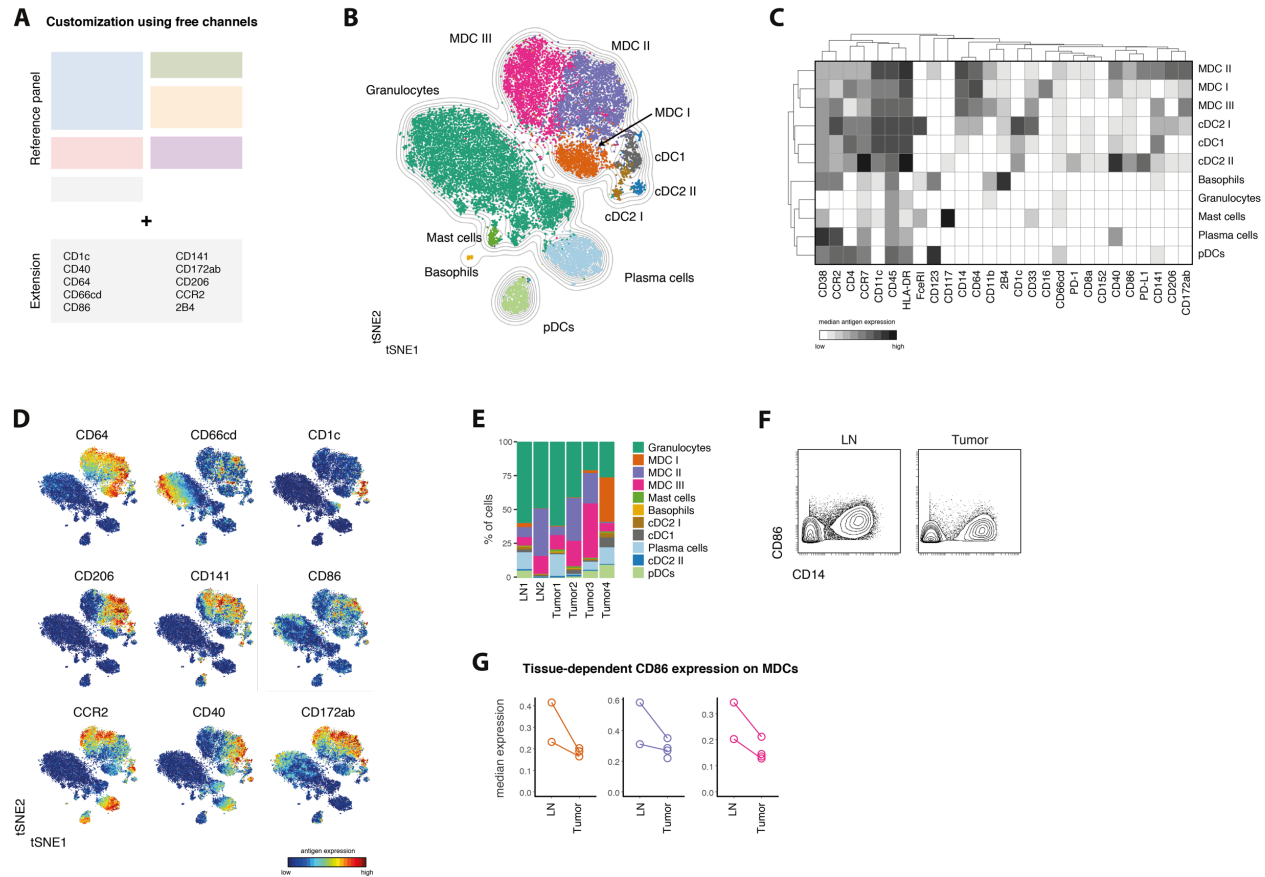 A
Customization using free channels
Reference panel
+
Extension
CD1c
CD40
CD64
CD66cd
CD86
CD141
CD172ab
CD206
CCR2
2B4
B
MDC III
MDC II
Granulocytes
MDC I
cDC1
cDC2 II
cDC2 I
Mast cells
Basophils
Plasma cells
pDCs
tSNE2
tSNE1
C
MDC II
MDC I
MDC III
cDC2 I
cDC1
cDC2 II
Basophils
Granulocytes
Mast cells
Plasma cells
pDCs
CD38
CCR2
CD4
CCR7
CD11c
CD45
HLA-DR
FceRI
CD123
CD117
CD14
CD64
CD11b
2B4
CD1c
CD33
CD16
CD66cd
PD-1
CD8a
CD152
CD40
CD86
PD-L1
CD141
CD206
CD172ab
median antigen expression
low high
D
CD64
CD66cd
CD1c
CD206
CD141
CD86
CCR2
CD40
CD172ab
tSNE2
tSNE1
antigen expression
low high
E
% of cells
100
75
50
25
0
LN1
LN2
Tumor1
Tumor2
Tumor3
Tumor4
Granulocytes
MDC I
MDC II
MDC III
Mast cells
Basophils
cDC2 I
cDC1
Plasma cells
cDC2 II
pDCs
F
LN
Tumor
CD86
CD14
G
Tissue-dependent CD86 expression on MDCs
median expression
0.4
0.3
0.2
0.1
0.0
LN
Tumor
0.6
0.4
0.2
0.0
LN
Tumor
0.3
0.2
0.1
0.0
LN
Tumor